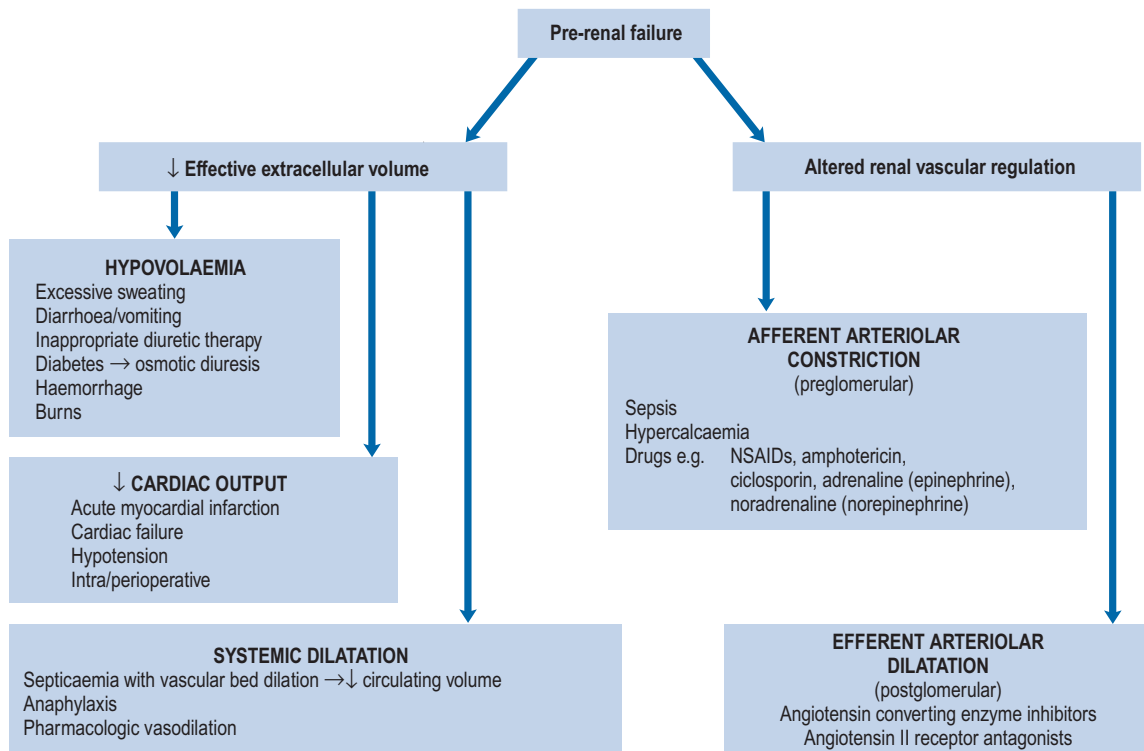 Pre-renal failure
↓ Effective extracellular volume
Altered renal vascular regulation
HYPOVOLAEMIA
Excessive sweating
Diarrhoea/vomiting
Inappropriate diuretic therapy
Diabetes → osmotic diuresis
Haemorrhage
Burns
↓ CARDIAC OUTPUT
Acute myocardial infarction
Cardiac failure
Hypotension
Intra/perioperative
SYSTEMIC DILATATION
Septicaemia with vascular bed dilation →↓ circulating volume
Anaphylaxis
Pharmacologic vasodilation
AFFERENT ARTERIOLAR
CONSTRICTION
(preglomerular)
Sepsis
Hypercalcaemia
Drugs e.g. NSAIDs, amphotericin,
ciclosporin, adrenaline (epinephrine),
noradrenaline (norepinephrine)
EFFERENT ARTERIOLAR
DILATATION
(postglomerular)
Angiotensin converting enzyme inhibitors
Angiotensin II receptor antagonists